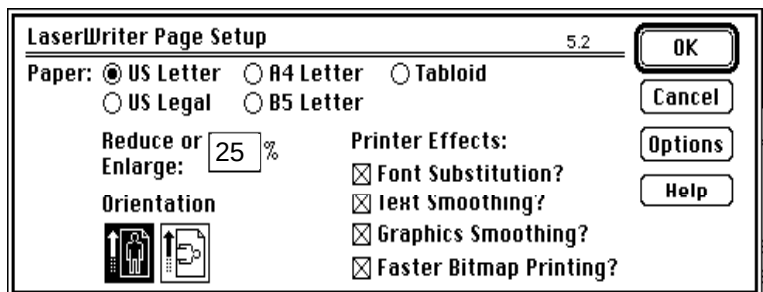 LaserWriter Page Setup 5.2 OK
Paper: US Letter A4 Letter Tabloid
US Legal B5 Letter Cancel
Reduce or Enlarge: 25 % Printer Effects: Options
Font Substitution?
Orientation Text Smoothing? Help
Graphics Smoothing?
Faster Bitmap Printing?